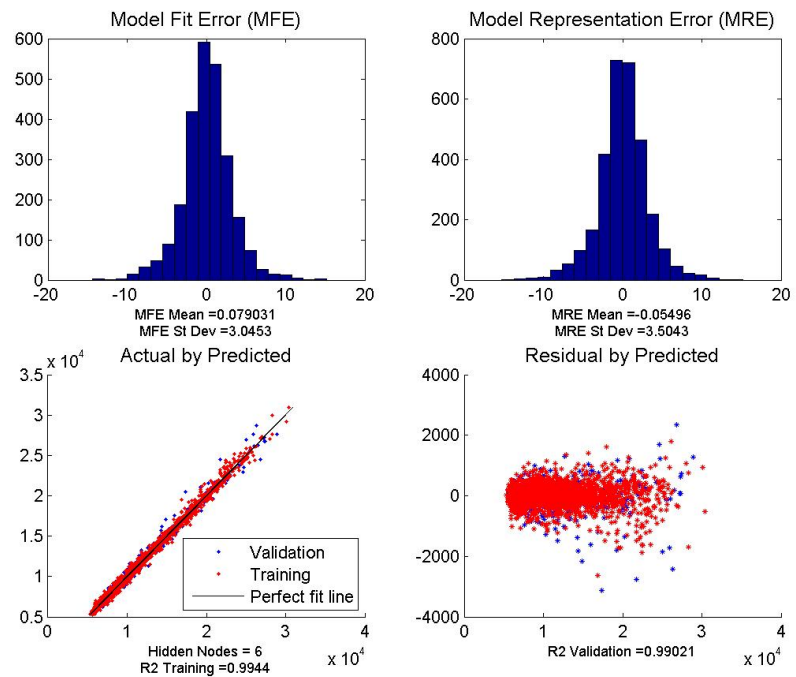 Model Fit Error (MFE)
600
500
400
300
200
100
0
-20 -10 0 10 20
MFE Mean =0.079031
MFE St Dev =3.0453
Model Representation Error (MRE)
800
600
400
200
0
-20 -10 0 10 20
MRE Mean =-0.05496
MRE St Dev =3.5043
Actual by Predicted
x 10^4
3.5
3
2.5
2
1.5
1
0.5
0 1 2 3 4
x 10^4
Validation
Training
Perfect fit line
Hidden Nodes = 6
R2 Training =0.9944
Residual by Predicted
4000
2000
0
-2000
-4000
0 1 2 3 4
x 10^4
R2 Validation =0.99021